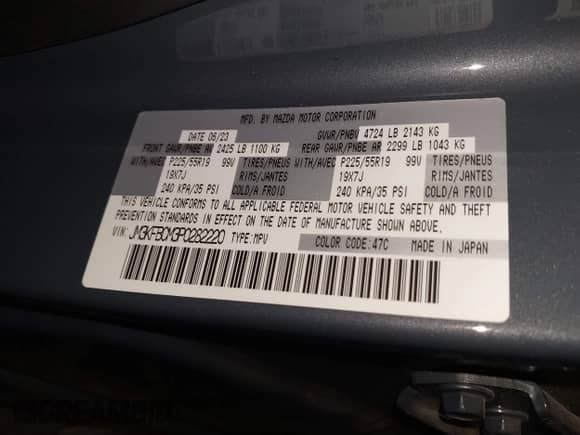 MFD. BY MAZDA MOTOR CORPORATION
DATE 06/23 GVWR/PNBV 4724 LB 2143 KG
FRONT GAWR/PNBE AV 2425 LB 1100 KG REAR GAWR/PNBE AR 2299 LB 1043 KG
WITH/AVEC P225/55R19 99V TIRES/PNEUS WITH/AVEC P225/55R19 99V TIRES/PNEUS
19X7J RIMS/JANTES 19X7J RIMS/JANTES
240 KPA/35 PSI COLD/A FROID 240 KPA/35 PSI COLD/A FROID
THIS VEHICLE CONFORMS TO ALL APPLICABLE FEDERAL MOTOR VEHICLE SAFETY AND THEFT
PREVENTION STANDARDS IN EFFECT ON THE DATE OF MANUFACTURE SHOWN ABOVE.
VIN: TYPE:MPV COLOR CODE:47C MADE IN JAPAN